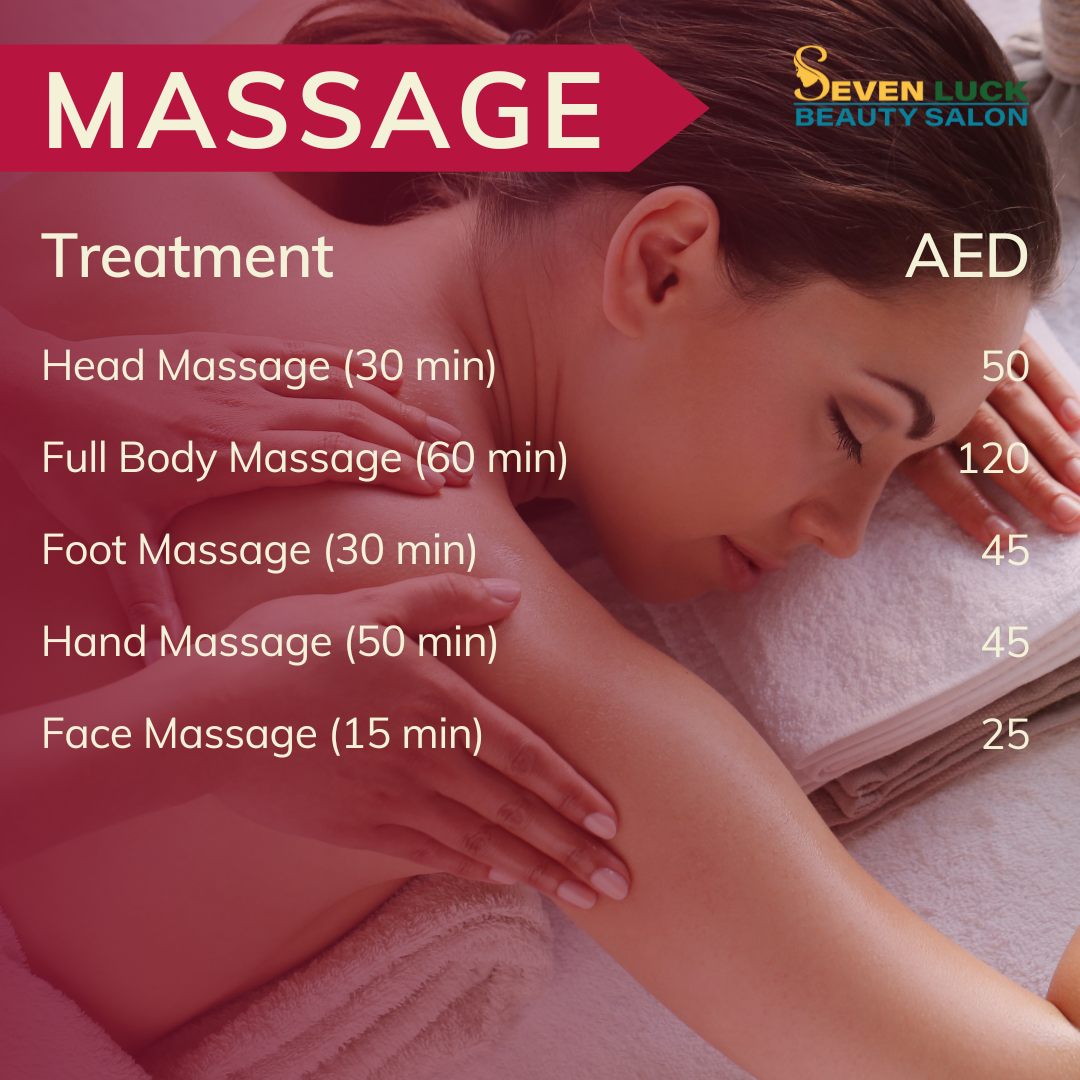 MASSAGE
SEVEN LUCK
BEAUTY SALON
Treatment AED
Head Massage (30 min) 50
Full Body Massage (60 min) 120
Foot Massage (30 min) 45
Hand Massage (50 min) 45
Face Massage (15 min) 25